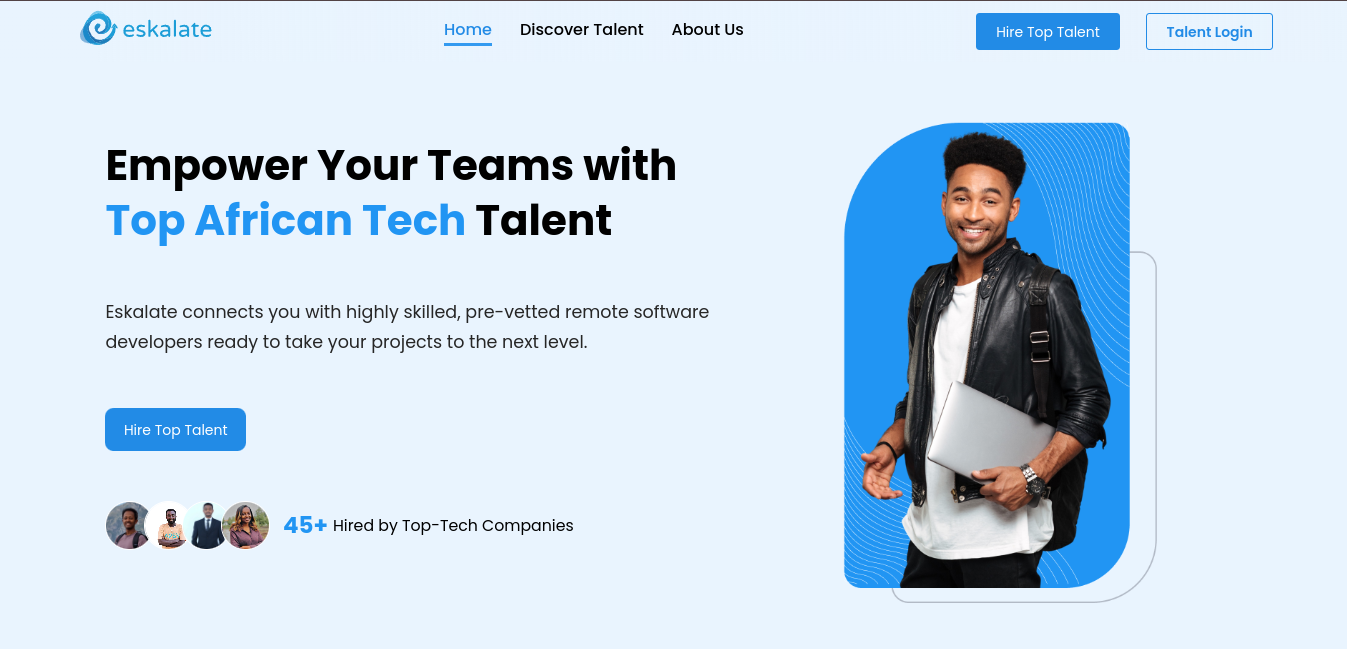 eskalate
Home
Discover Talent
About Us
Hire Top Talent
Talent Login
Empower Your Teams with
Top African Tech Talent
Eskalate connects you with highly skilled, pre-vetted remote software
developers ready to take your projects to the next level.
Hire Top Talent
45+ Hired by Top-Tech Companies